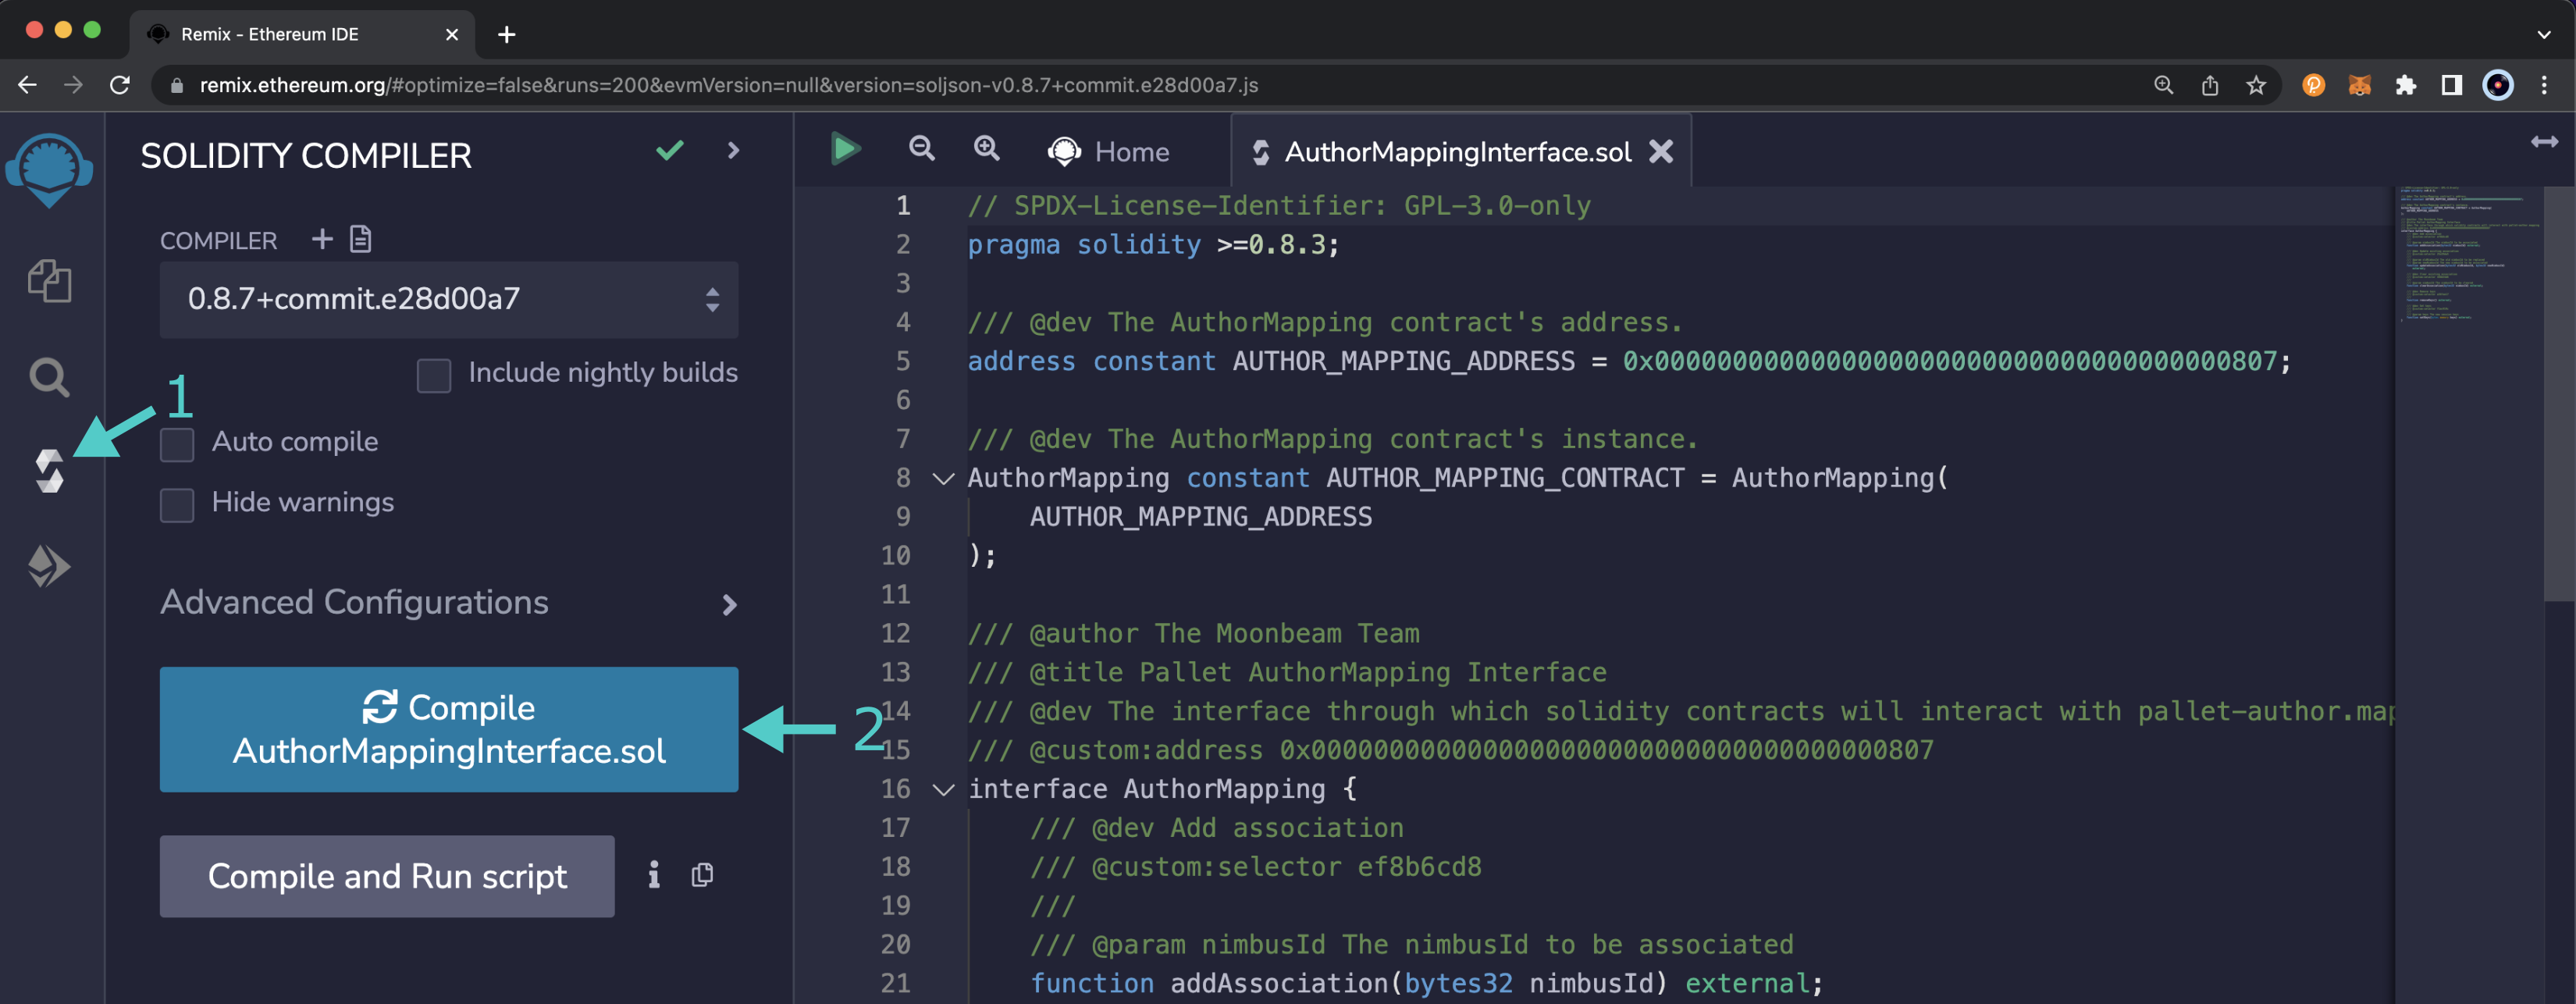 Remix - Ethereum IDE
remix.ethereum.org/#optimize=false&runs=200&evmVersion=null&version=soljson-v0.8.7+commit.e28d00a7.js
SOLIDITY COMPILER
COMPILER
0.8.7+commit.e28d00a7
Include nightly builds
1
Auto compile
Hide warnings
Advanced Configurations
Compile
AuthorMappingInterface.sol
2
Compile and Run script
Home
AuthorMappingInterface.sol
1 // SPDX-License-Identifier: GPL-3.0-only
2 pragma solidity >=0.8.3;
3
4 /// @dev The AuthorMapping contract's address.
5 address constant AUTHOR_MAPPING_ADDRESS = 0x0000000000000000000000000000000000000807;
6
7 /// @dev The AuthorMapping contract's instance.
8 AuthorMapping constant AUTHOR_MAPPING_CONTRACT = AuthorMapping(
9 AUTHOR_MAPPING_ADDRESS
10 );
11
12 /// @author The Moonbeam Team
13 /// @title Pallet AuthorMapping Interface
14 /// @dev The interface through which solidity contracts will interact with pallet-author.map
15 /// @custom:address 0x0000000000000000000000000000000000000807
16 interface AuthorMapping {
17 /// @dev Add association
18 /// @custom:selector ef8b6cd8
19 ///
20 /// @param nimbusId The nimbusId to be associated
21 function addAssociation(bytes32 nimbusId) external;